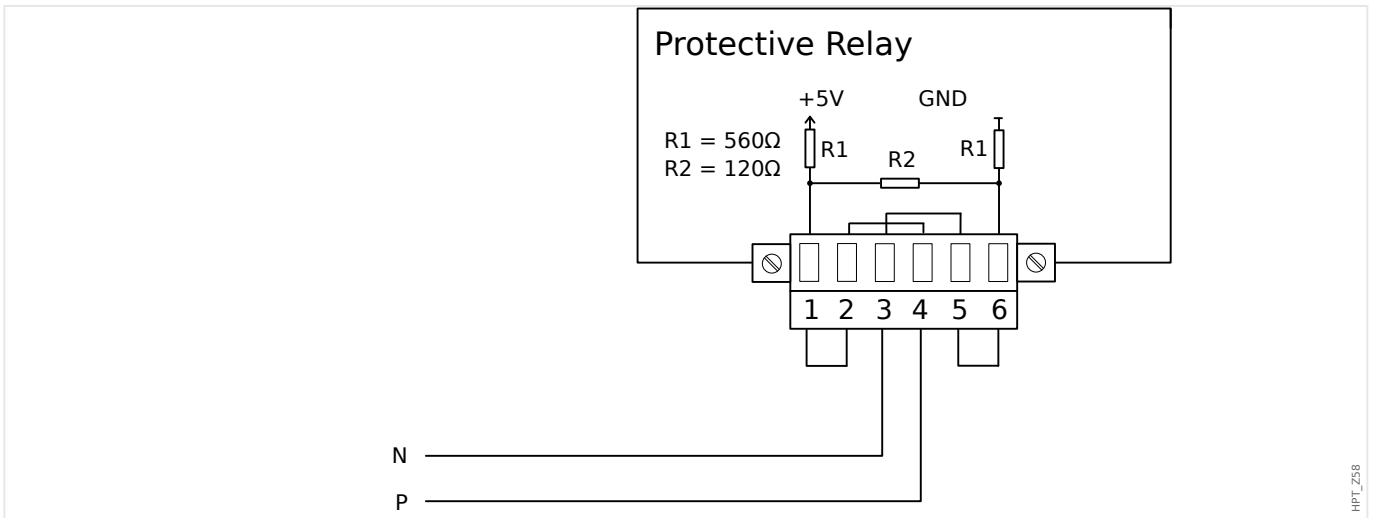 Protective Relay
+5V GND
R1 = 560Ω
R2 = 120Ω
R1 R2 R1
1 2 3 4 5 6
N
P
HPT_Z58